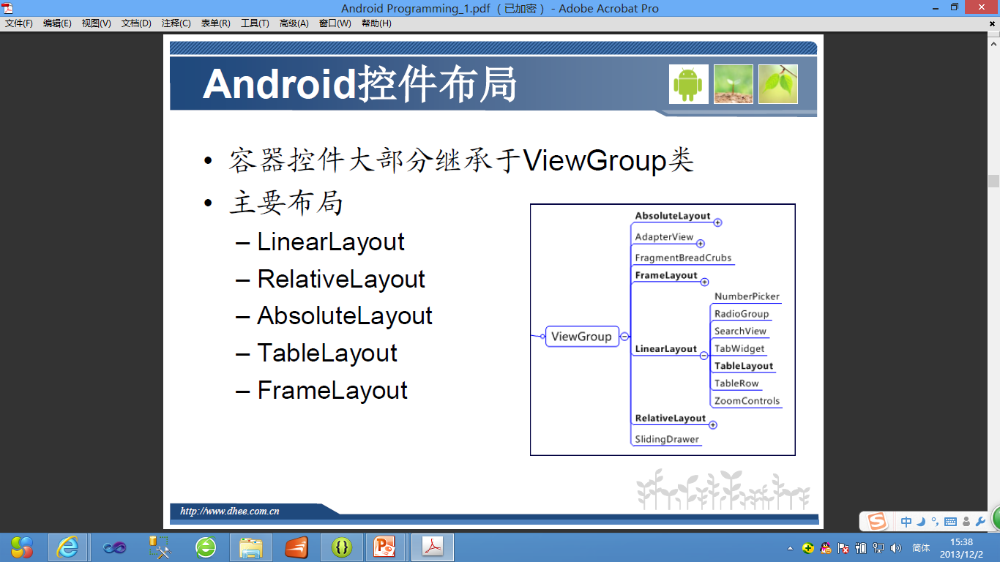 Android Programming_1.pdf （已加密） - Adobe Acrobat Pro
文件(F) 编辑(E) 视图(V) 文档(D) 注释(C) 表单(R) 工具(T) 高级(A) 窗口(W) 帮助(H)
Android控件布局
• 容器控件大部分继承于ViewGroup类
• 主要布局
– LinearLayout
– RelativeLayout
– AbsoluteLayout
– TableLayout
– FrameLayout
ViewGroup
AbsoluteLayout
AdapterView
FragmentBreadCrubs
FrameLayout
LinearLayout
NumberPicker
RadioGroup
SearchView
TabWidget
TableLayout
TableRow
ZoomControls
RelativeLayout
SlidingDrawer
http://www.dhee.com.cn
中
简体
15:38
2013/12/2